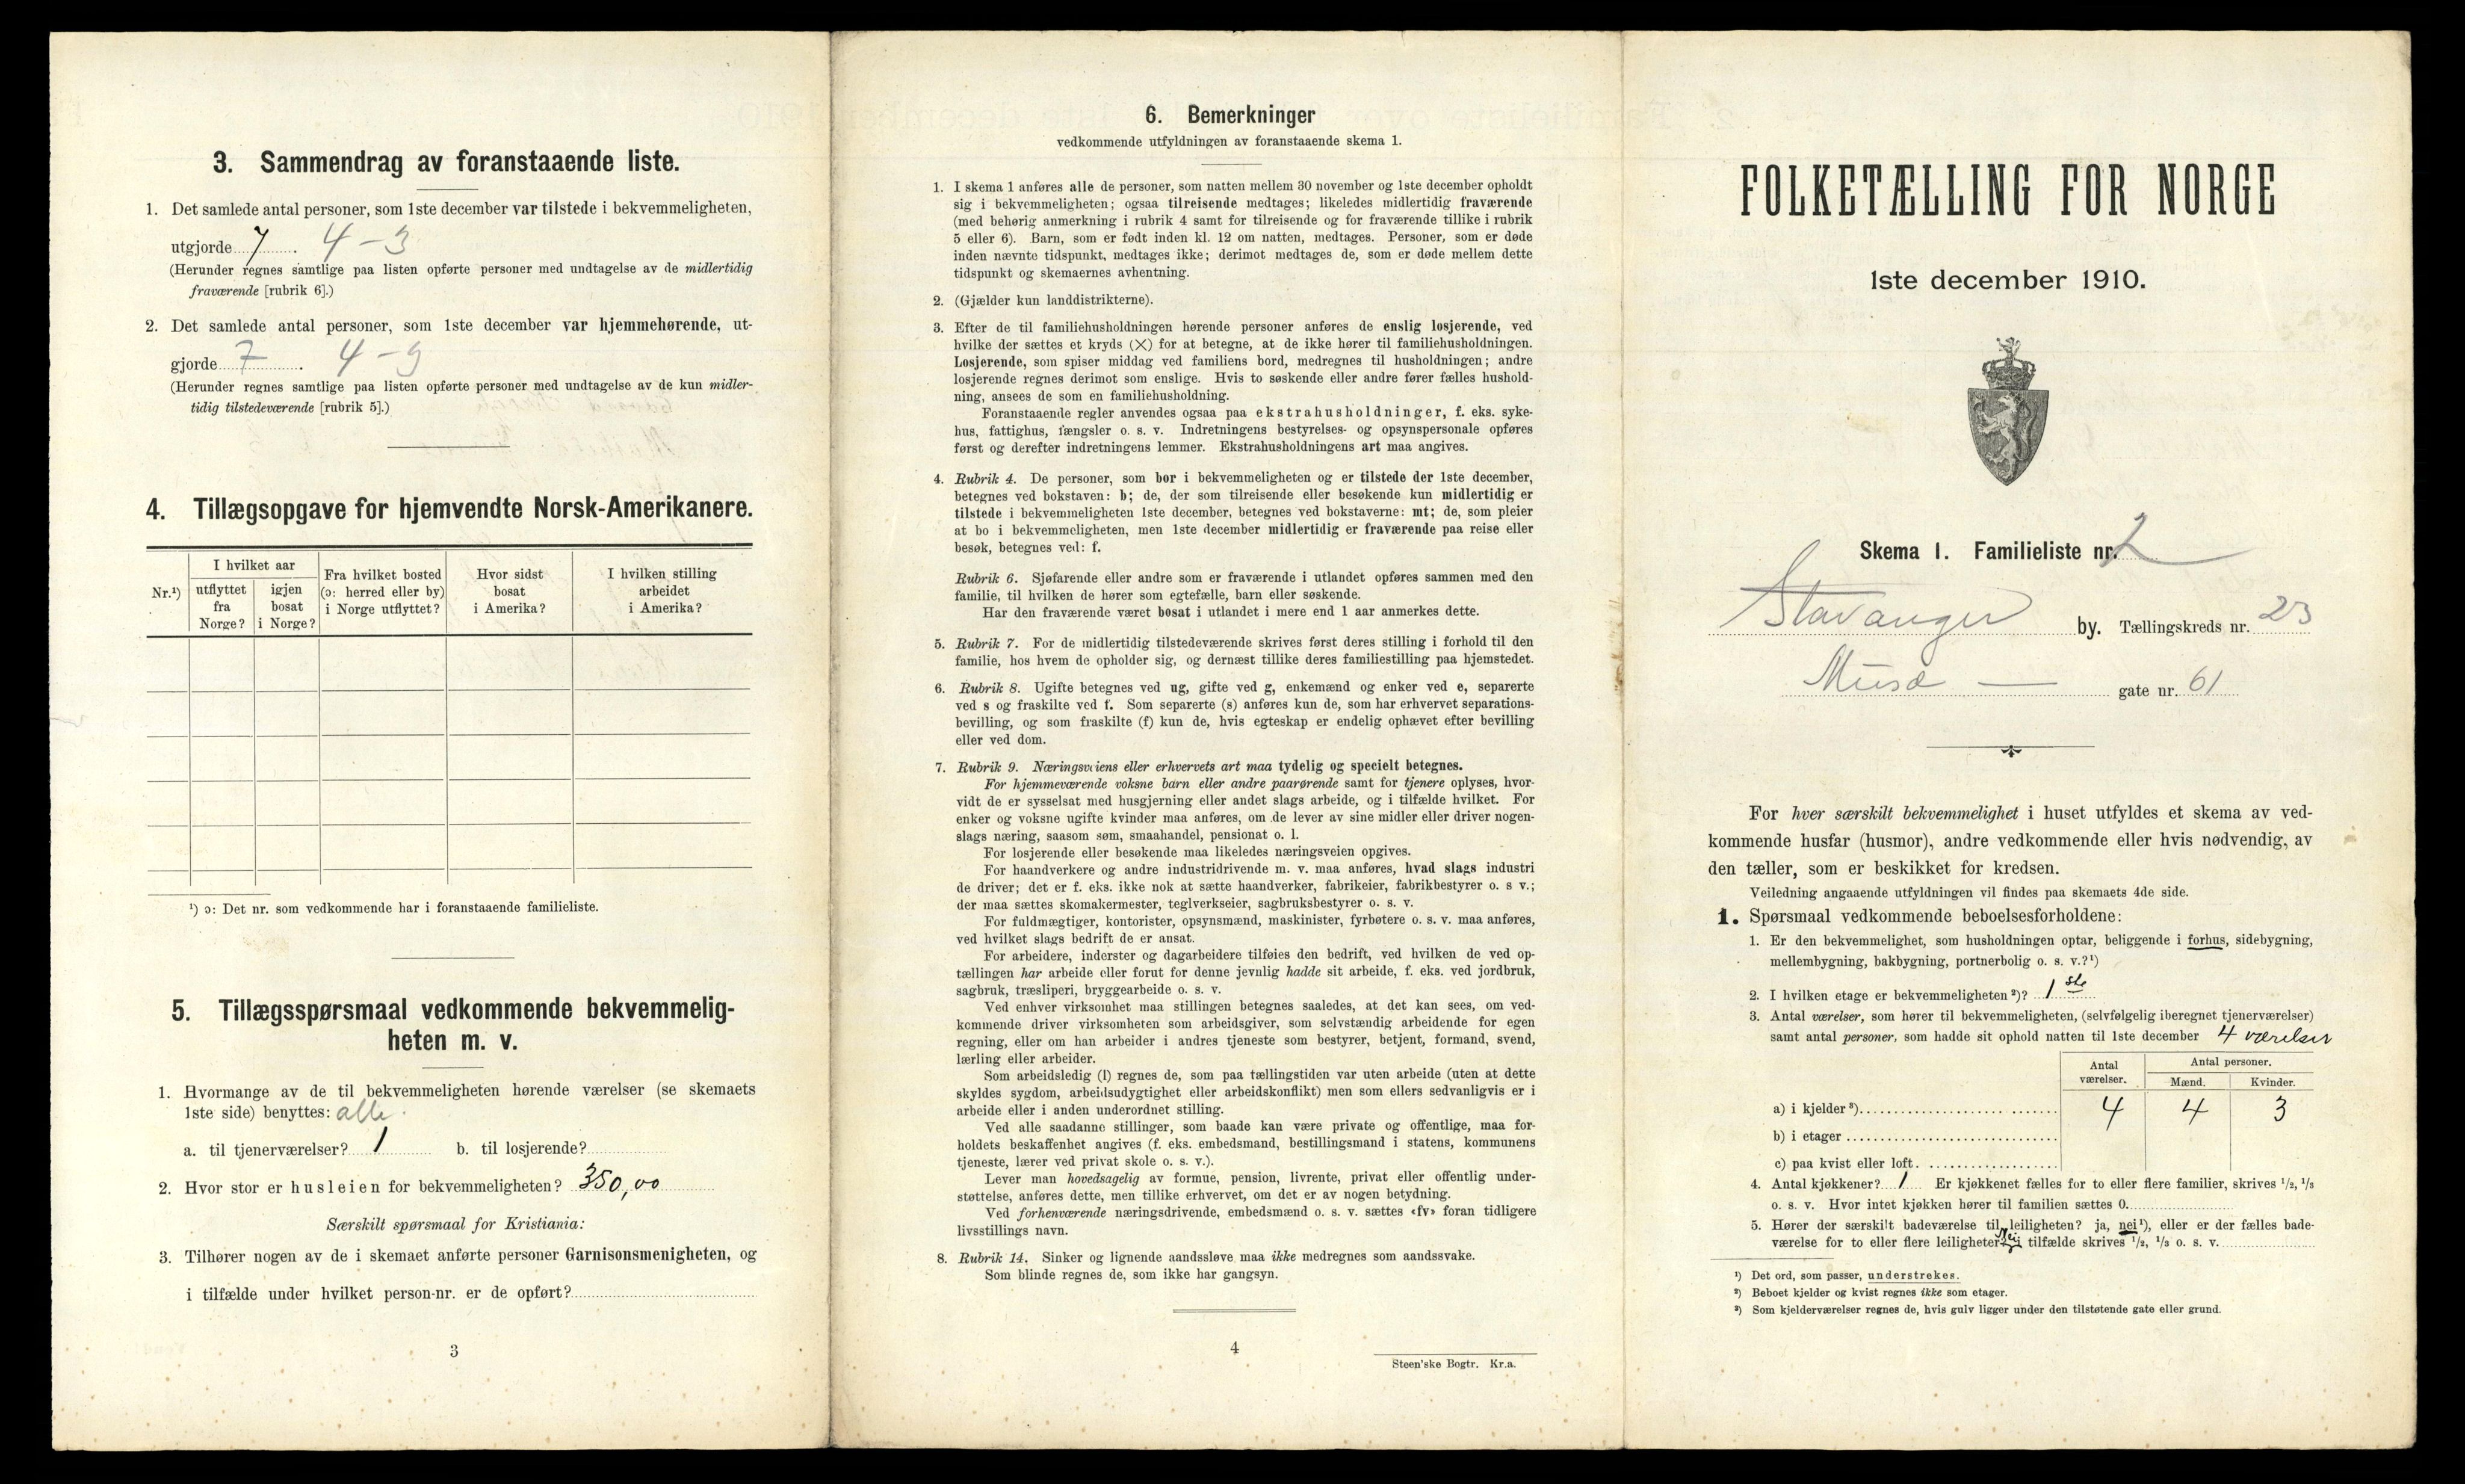 3. Sammendrag av foranstaaende liste.
1. Det samlede antal personer, som 1ste december var tilstede i bekvemmeligheten,
utgjorde 7. 4 - 3
(Herunder regnes samtlige paa listen opførte personer med undtagelse av de midlertidig
fraværende [rubrik 6].)
2. Det samlede antal personer, som 1ste december var hjemmehørende, ut-
gjorde 7. 4 - 3
(Herunder regnes samtlige paa listen opførte personer med undtagelse av de kun midler-
tidig tilstedeværende [rubrik 5].)
4. Tillægsopgave for hjemvendte Norsk-Amerikanere.
Nr.¹)
I hvilket aar
utflyttet fra Norge?
igjen bosat i Norge?
Fra hvilket bosted (ɔ: herred eller by) i Norge utflyttet?
Hvor sidst bosat i Amerika?
I hvilken stilling arbeidet i Amerika?
¹) ɔ: Det nr. som vedkommende har i foranstaaende familieliste.
5. Tillægsspørsmaal vedkommende bekvemmelig-
heten m. v.
1. Hvormange av de til bekvemmeligheten hørende værelser (se skemaets
1ste side) benyttes: alle.
a. til tjenerværelser? 1 b. til losjerende?
2. Hvor stor er husleien for bekvemmeligheten? 350,00
Særskilt spørsmaal for Kristiania:
3. Tilhører nogen av de i skemaet anførte personer Garnisonsmenigheten, og
i tilfælde under hvilket person-nr. er de opført?
3
6. Bemerkninger
vedkommende utfyldningen av foranstaaende skema 1.
1. I skema 1 anføres alle de personer, som natten mellem 30 november og 1ste december opholdt
sig i bekvemmeligheten; ogsaa tilreisende medtages; likeledes midlertidig fraværende
(med behørig anmerkning i rubrik 4 samt for tilreisende og for fraværende tillike i rubrik
5 eller 6). Barn, som er født inden kl. 12 om natten, medtages. Personer, som er døde
inden nævnte tidspunkt, medtages ikke; derimot medtages de, som er døde mellem dette
tidspunkt og skemaernes avhentning.
2. (Gjælder kun landdistrikterne).
3. Efter de til familiehusholdningen hørende personer anføres de enslig losjerende, ved
hvilke der sættes et kryds (×) for at betegne, at de ikke hører til familiehusholdningen.
Losjerende, som spiser middag ved familiens bord, medregnes til husholdningen; andre
losjerende regnes derimot som enslige. Hvis to søskende eller andre fører fælles hushold-
ning, ansees de som en familiehusholdning.
Foranstaaende regler anvendes ogsaa paa ekstrahusholdninger, f. eks. syke-
hus, fattighus, fængsler o. s. v. Indretningens bestyrelses- og opsynspersonale opføres
først og derefter indretningens lemmer. Ekstrahusholdningens art maa angives.
4. Rubrik 4. De personer, som bor i bekvemmeligheten og er tilstede der 1ste december,
betegnes ved bokstaven: b; de, der som tilreisende eller besøkende kun midlertidig er
tilstede i bekvemmeligheten 1ste december, betegnes ved bokstaverne: mt; de, som pleier
at bo i bekvemmeligheten, men 1ste december midlertidig er fraværende paa reise eller
besøk, betegnes ved: f.
Rubrik 6. Sjøfarende eller andre som er fraværende i utlandet opføres sammen med den
familie, til hvilken de hører som egtefælle, barn eller søskende.
Har den fraværende været bosat i utlandet i mere end 1 aar anmerkes dette.
5. Rubrik 7. For de midlertidig tilstedeværende skrives først deres stilling i forhold til den
familie, hos hvem de opholder sig, og dernæst tillike deres familiestilling paa hjemstedet.
6. Rubrik 8. Ugifte betegnes ved ug, gifte ved g, enkemænd og enker ved e, separerte
ved s og fraskilte ved f. Som separerte (s) anføres kun de, som har erhvervet separations-
bevilling, og som fraskilte (f) kun de, hvis egteskap er endelig ophævet efter bevilling
eller ved dom.
7. Rubrik 9. Næringsveiens eller erhvervets art maa tydelig og specielt betegnes.
For hjemmeværende voksne børn eller andre paarørende samt for tjenere oplyses, hvor-
vidt de er sysselsat med husgjerning eller andet slags arbeide, og i tilfælde hvilket. For
enker og voksne ugifte kvinder maa anføres, om de lever av sine midler eller driver nogen-
slags næring, saasom søm, smaahandel, pensionat o. l.
For losjerende eller besøkende maa likeledes næringsveien opgives.
For haandverkere og andre industridrivende m. v. maa anføres, hvad slags industri
de driver; det er f. eks. ikke nok at sætte haandverker, fabrikeier, fabrikbestyrer o. s v.;
der maa sættes skomakermester, teglverkseier, sagbruksbestyrer o. s. v.
For fuldmægtiger, kontorister, opsynsmænd, maskinister, fyrbøtere o. s. v. maa anføres,
ved hvilket slags bedrift de er ansat.
For arbeidere, inderster og dagarbeidere tilføies den bedrift, ved hvilken de ved op-
tællingen har arbeide eller forut for denne jevnlig hadde sit arbeide, f. eks. ved jordbruk,
sagbruk, træsliperi, bryggearbeide o. s. v.
Ved enhver virksomhet maa stillingen betegnes saaledes, at det kan sees, om ved-
kommende driver virksomheten som arbeidsgiver, som selvstændig arbeidende for egen
regning, eller om han arbeider i andres tjeneste som bestyrer, betjent, formand, svend,
lærling eller arbeider.
Som arbeidsledig (l) regnes de, som paa tællingstiden var uten arbeide (uten at dette
skyldes sygdom, arbeidsudygtighet eller arbeidskonflikt) men som ellers sedvanligvis er i
arbeide eller i anden underordnet stilling.
Ved alle saadanne stillinger, som baade kan være private og offentlige, maa for-
holdets beskaffenhet angives (f. eks. embedsmand, bestillingsmand i statens, kommunens
tjeneste, lærer ved privat skole o. s. v.).
Lever man hovedsagelig av formue, pension, livrente, privat eller offentlig under-
støttelse, anføres dette, men tillike erhvervet, om det er av nogen betydning.
Ved forhenværende næringsdrivende, embedsmænd o. s. v. sættes «fv» foran tidligere
livsstillings navn.
8. Rubrik 14. Sinker og lignende aandssløve maa ikke medregnes som aandssvake.
Som blinde regnes de, som ikke har gangsyn.
4
Steen'ske Bogtr. Kr.a.
FOLKETÆLLING FOR NORGE
1ste december 1910.
Skema 1. Familieliste nr. 2
Stavanger by. Tællingskreds nr. 23
Musæ — gate nr. 61
For hver særskilt bekvemmelighet i huset utfyldes et skema av ved-
kommende husfar (husmor), andre vedkommende eller hvis nødvendig, av
den tæller, som er beskikket for kredsen.
Veiledning angaaende utfyldningen vil findes paa skemaets 4de side.
1. Spørsmaal vedkommende beboelsesforholdene:
1. Er den bekvemmelighet, som husholdningen optar, beliggende i forhus, sidebygning,
mellembygning, bakbygning, portnerbolig o. s. v.?¹)
2. I hvilken etage er bekvemmeligheten²)? 1 ste
3. Antal værelser, som hører til bekvemmeligheten, (selvfølgelig iberegnet tjenerværelser)
samt antal personer, som hadde sit ophold natten til 1ste december 4 værelser
Antal værelser.
Antal personer.
Mænd. Kvinder.
a) i kjelder³) 4 4 3
b) i etager
c) paa kvist eller loft.
4. Antal kjøkkener? 1 Er kjøkkenet fælles for to eller flere familier, skrives 1/2, 1/3
o. s. v. Hvor intet kjøkken hører til familien sættes 0.
5. Hører der særskilt badeværelse til leiligheten? ja, nei¹), eller er der fælles bade-
værelse for to eller flere leiligheter, i tilfælde skrives 1/2, 1/3 o. s. v.
Nei
¹) Det ord, som passer, understrekes.
²) Beboet kjelder og kvist regnes ikke som etager.
³) Som kjelderværelser regnes de, hvis gulv ligger under den tilstøtende gate eller grund.